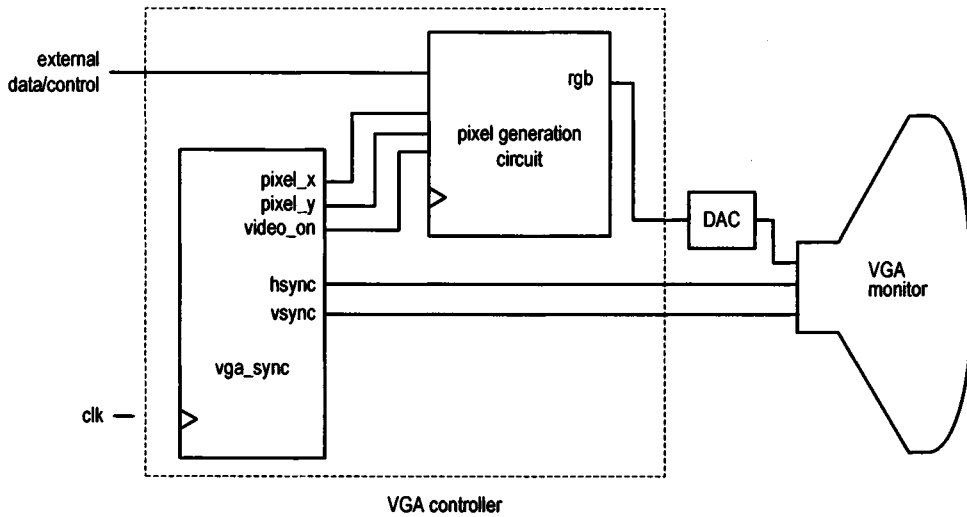 external
data/control
rgb
pixel generation
circuit
pixel_x
pixel_y
video_on
hsync
vsync
vga_sync
clk
DAC
VGA
monitor
VGA controller